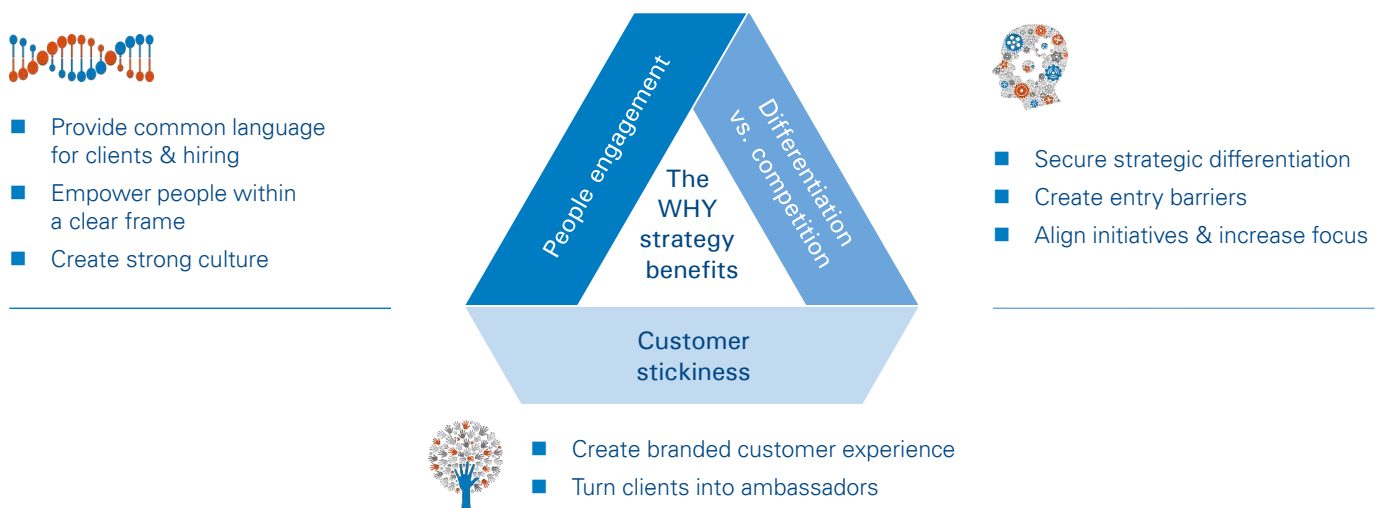 Provide common language
for clients & hiring
Empower people within
a clear frame
Create strong culture
People engagement
The
WHY
strategy
benefits
Differentiation
vs. competition
Customer
stickiness
Secure strategic differentiation
Create entry barriers
Align initiatives & increase focus
Create branded customer experience
Turn clients into ambassadors